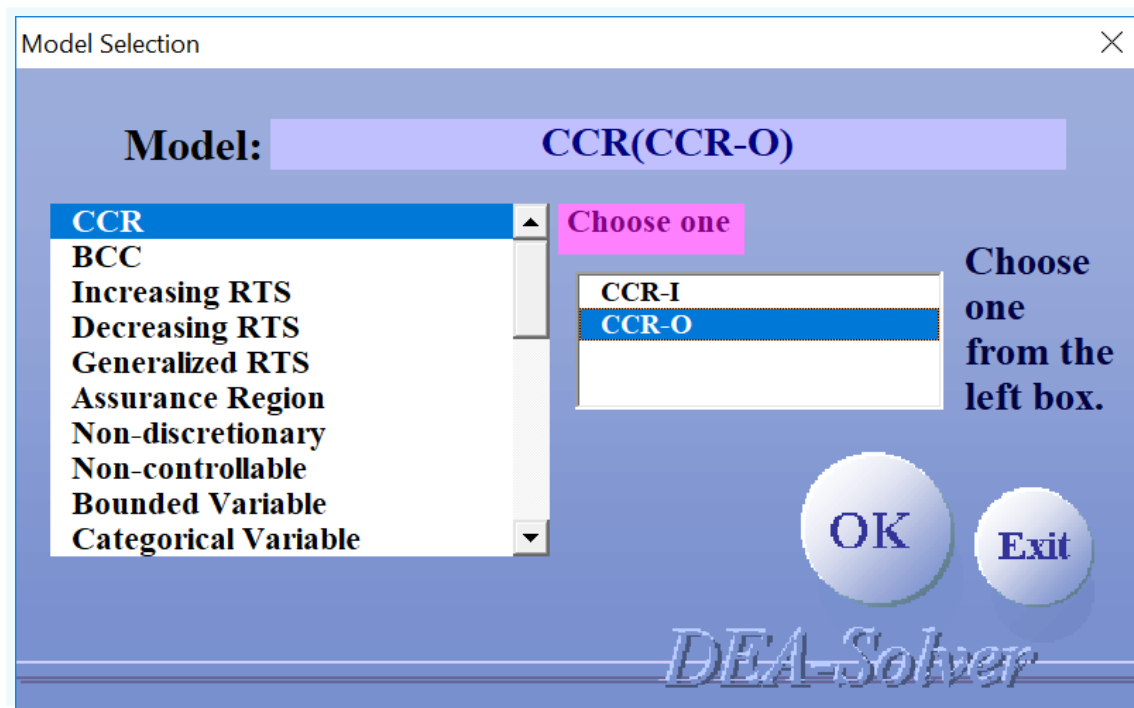 Model Selection
Model: CCR(CCR-O)
CCR
BCC
Increasing RTS
Decreasing RTS
Generalized RTS
Assurance Region
Non-discretionary
Non-controllable
Bounded Variable
Categorical Variable
Choose one
CCR-I
CCR-O
Choose
one
from the
left box.
OK
Exit
DEA-Solver